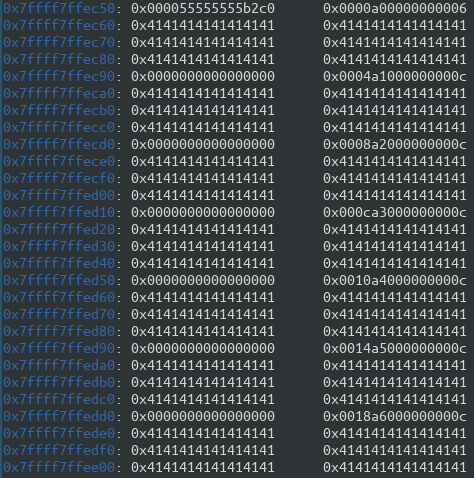 0x7ffff7ffec50: 0x000055555555b2c0 0x0000a00000000006
0x7ffff7ffec60: 0x4141414141414141 0x4141414141414141
0x7ffff7ffec70: 0x4141414141414141 0x4141414141414141
0x7ffff7ffec80: 0x4141414141414141 0x4141414141414141
0x7ffff7ffec90: 0x0000000000000000 0x0004a1000000000c
0x7ffff7ffeca0: 0x4141414141414141 0x4141414141414141
0x7ffff7ffecb0: 0x4141414141414141 0x4141414141414141
0x7ffff7ffecc0: 0x4141414141414141 0x4141414141414141
0x7ffff7ffecd0: 0x0000000000000000 0x0008a2000000000c
0x7ffff7ffece0: 0x4141414141414141 0x4141414141414141
0x7ffff7ffecf0: 0x4141414141414141 0x4141414141414141
0x7ffff7ffed00: 0x4141414141414141 0x4141414141414141
0x7ffff7ffed10: 0x0000000000000000 0x000ca3000000000c
0x7ffff7ffed20: 0x4141414141414141 0x4141414141414141
0x7ffff7ffed30: 0x4141414141414141 0x4141414141414141
0x7ffff7ffed40: 0x4141414141414141 0x4141414141414141
0x7ffff7ffed50: 0x0000000000000000 0x0010a4000000000c
0x7ffff7ffed60: 0x4141414141414141 0x4141414141414141
0x7ffff7ffed70: 0x4141414141414141 0x4141414141414141
0x7ffff7ffed80: 0x4141414141414141 0x4141414141414141
0x7ffff7ffed90: 0x0000000000000000 0x0014a5000000000c
0x7ffff7ffeda0: 0x4141414141414141 0x4141414141414141
0x7ffff7ffedb0: 0x4141414141414141 0x4141414141414141
0x7ffff7ffedc0: 0x4141414141414141 0x4141414141414141
0x7ffff7ffedd0: 0x0000000000000000 0x0018a6000000000c
0x7ffff7ffede0: 0x4141414141414141 0x4141414141414141
0x7ffff7ffedf0: 0x4141414141414141 0x4141414141414141
0x7ffff7ffee00: 0x4141414141414141 0x4141414141414141